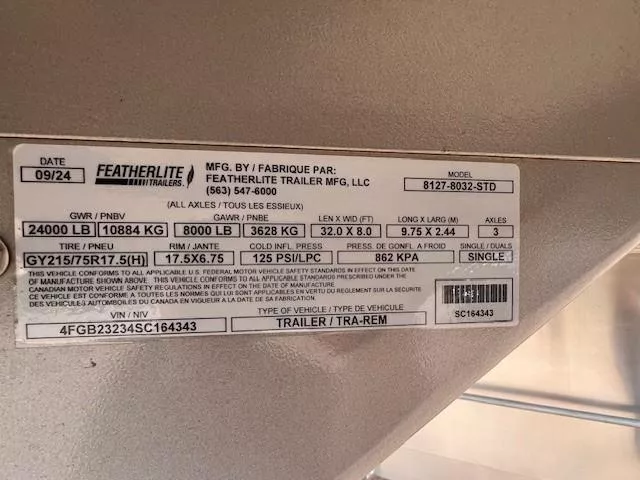 DATE
09/24
FEATHERLITE
TRAILERS
MFG. BY / FABRIQUE PAR:
FEATHERLITE TRAILER MFG, LLC
(563) 547-6000
MODEL
8127-8032-STD
(ALL AXLES / TOUS LES ESSIEUX)
GWR / PNBV GAWR / PNBE LEN X WID (FT) LONG X LARG (M) AXLES
24000 LB 10884 KG 8000 LB 3628 KG 32.0 X 8.0 9.75 X 2.44 3
TIRE / PNEU RIM / JANTE COLD INFL. PRESS. PRESS. DE GONFL. A FROID SINGLE / DUALS
GY215/75R17.5(H) 17.5X6.75 125 PSI/LPC 862 KPA SINGLE
THIS VEHICLE CONFORMS TO ALL APPLICABLE U.S. FEDERAL MOTOR VEHICLE SAFETY STANDARDS IN EFFECT ON THE DATE
OF MANUFACTURE SHOWN ABOVE. THIS VEHICLE CONFORMS TO ALL APPLICABLE STANDARDS PRESCRIBED UNDER THE
CANADIAN MOTOR VEHICLE SAFETY REGULATIONS IN EFFECT ON THE DATE OF MANUFACTURE.
CE VEHICULE EST CONFORME A TOUTES LES NORMES QUI LUI SONT APPLICABLES EN VERTU DU REGLEMENT SUR LA SECURITE
DES VEHICULES AUTOMOBILES DU CANADA EN VIGUEUR A LA DATE DE SA FABRICATION.
VIN / NIV TYPE OF VEHICLE / TYPE DE VEHICULE
4FGB23234SC164343 TRAILER / TRA-REM
SC164343